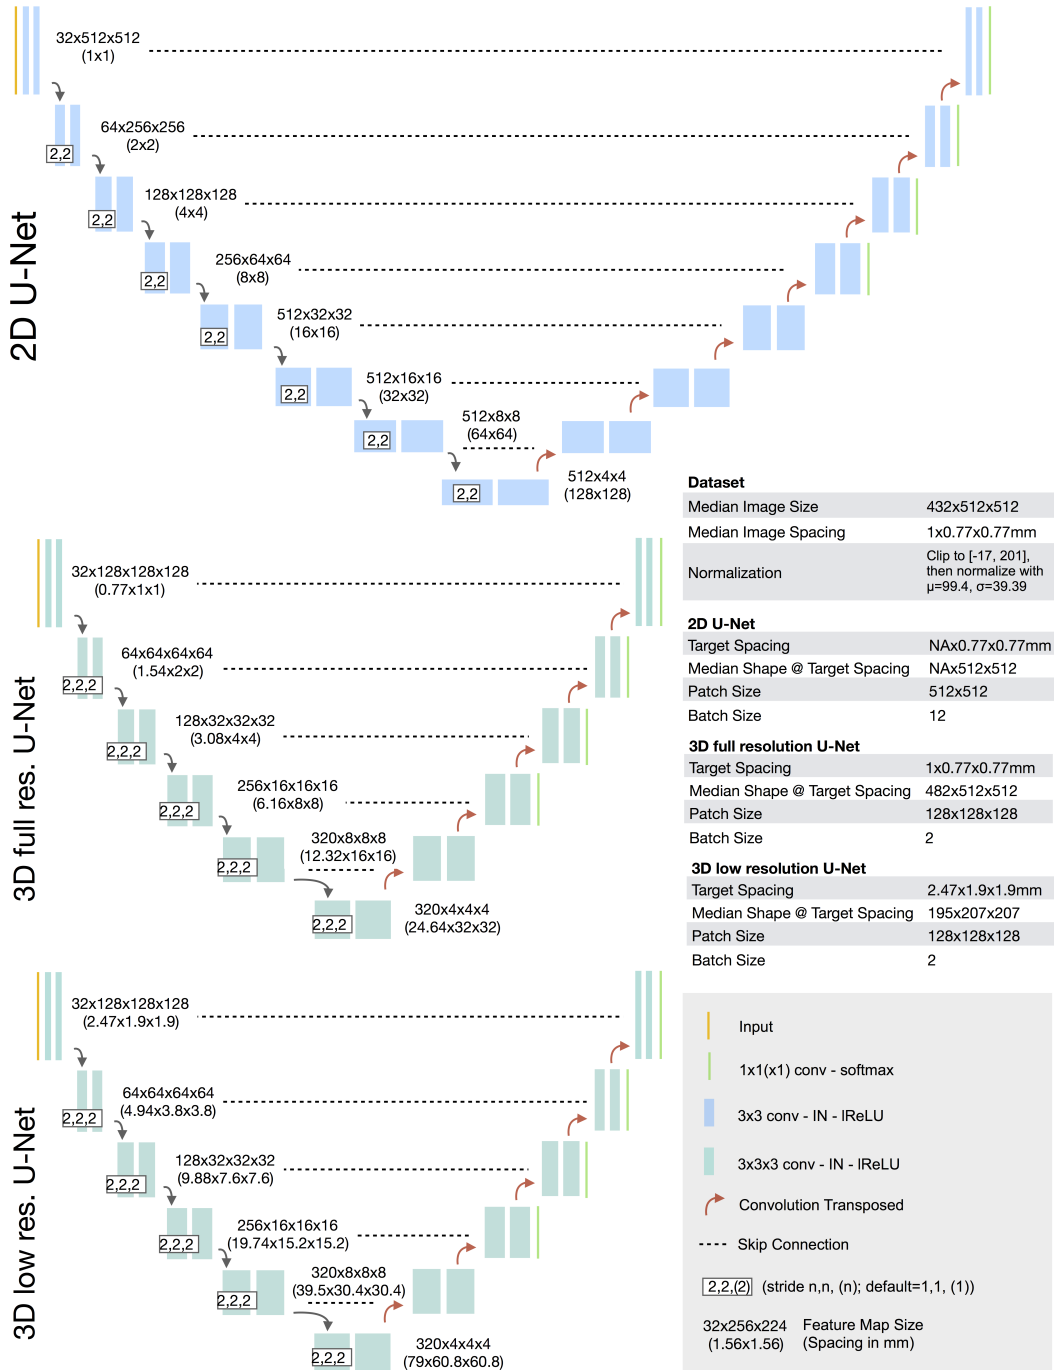 2D U-Net
32x512x512
(1x1)
64x256x256
(2x2)
2,2
128x128x128
(4x4)
2,2
256x64x64
(8x8)
2,2
512x32x32
(16x16)
2,2
512x16x16
(32x32)
2,2
512x8x8
(64x64)
2,2
512x4x4
(128x128)
2,2
3D full res. U-Net
32x128x128x128
(0.77x1x1)
64x64x64x64
(1.54x2x2)
2,2,2
128x32x32x32
(3.08x4x4)
2,2,2
256x16x16x16
(6.16x8x8)
2,2,2
320x8x8x8
(12.32x16x16)
2,2,2
320x4x4x4
(24.64x32x32)
2,2,2
3D low res. U-Net
32x128x128x128
(2.47x1.9x1.9)
64x64x64x64
(4.94x3.8x3.8)
2,2,2
128x32x32x32
(9.88x7.6x7.6)
2,2,2
256x16x16x16
(19.74x15.2x15.2)
2,2,2
320x8x8x8
(39.5x30.4x30.4)
2,2,2
320x4x4x4
(79x60.8x60.8)
2,2,2
Dataset
Median Image Size 432x512x512
Median Image Spacing 1x0.77x0.77mm
Normalization
Clip to [-17, 201],
then normalize with
μ=99.4, σ=39.39
2D U-Net
Target Spacing NAx0.77x0.77mm
Median Shape @ Target Spacing NAx512x512
Patch Size 512x512
Batch Size 12
3D full resolution U-Net
Target Spacing 1x0.77x0.77mm
Median Shape @ Target Spacing 482x512x512
Patch Size 128x128x128
Batch Size 2
3D low resolution U-Net
Target Spacing 2.47x1.9x1.9mm
Median Shape @ Target Spacing 195x207x207
Patch Size 128x128x128
Batch Size 2
Input
1x1(x1) conv - softmax
3x3 conv - IN - lReLU
3x3x3 conv - IN - lReLU
Convolution Transposed
Skip Connection
2,2,(2) (stride n,n, (n); default=1,1, (1))
32x256x224 Feature Map Size
(1.56x1.56) (Spacing in mm)